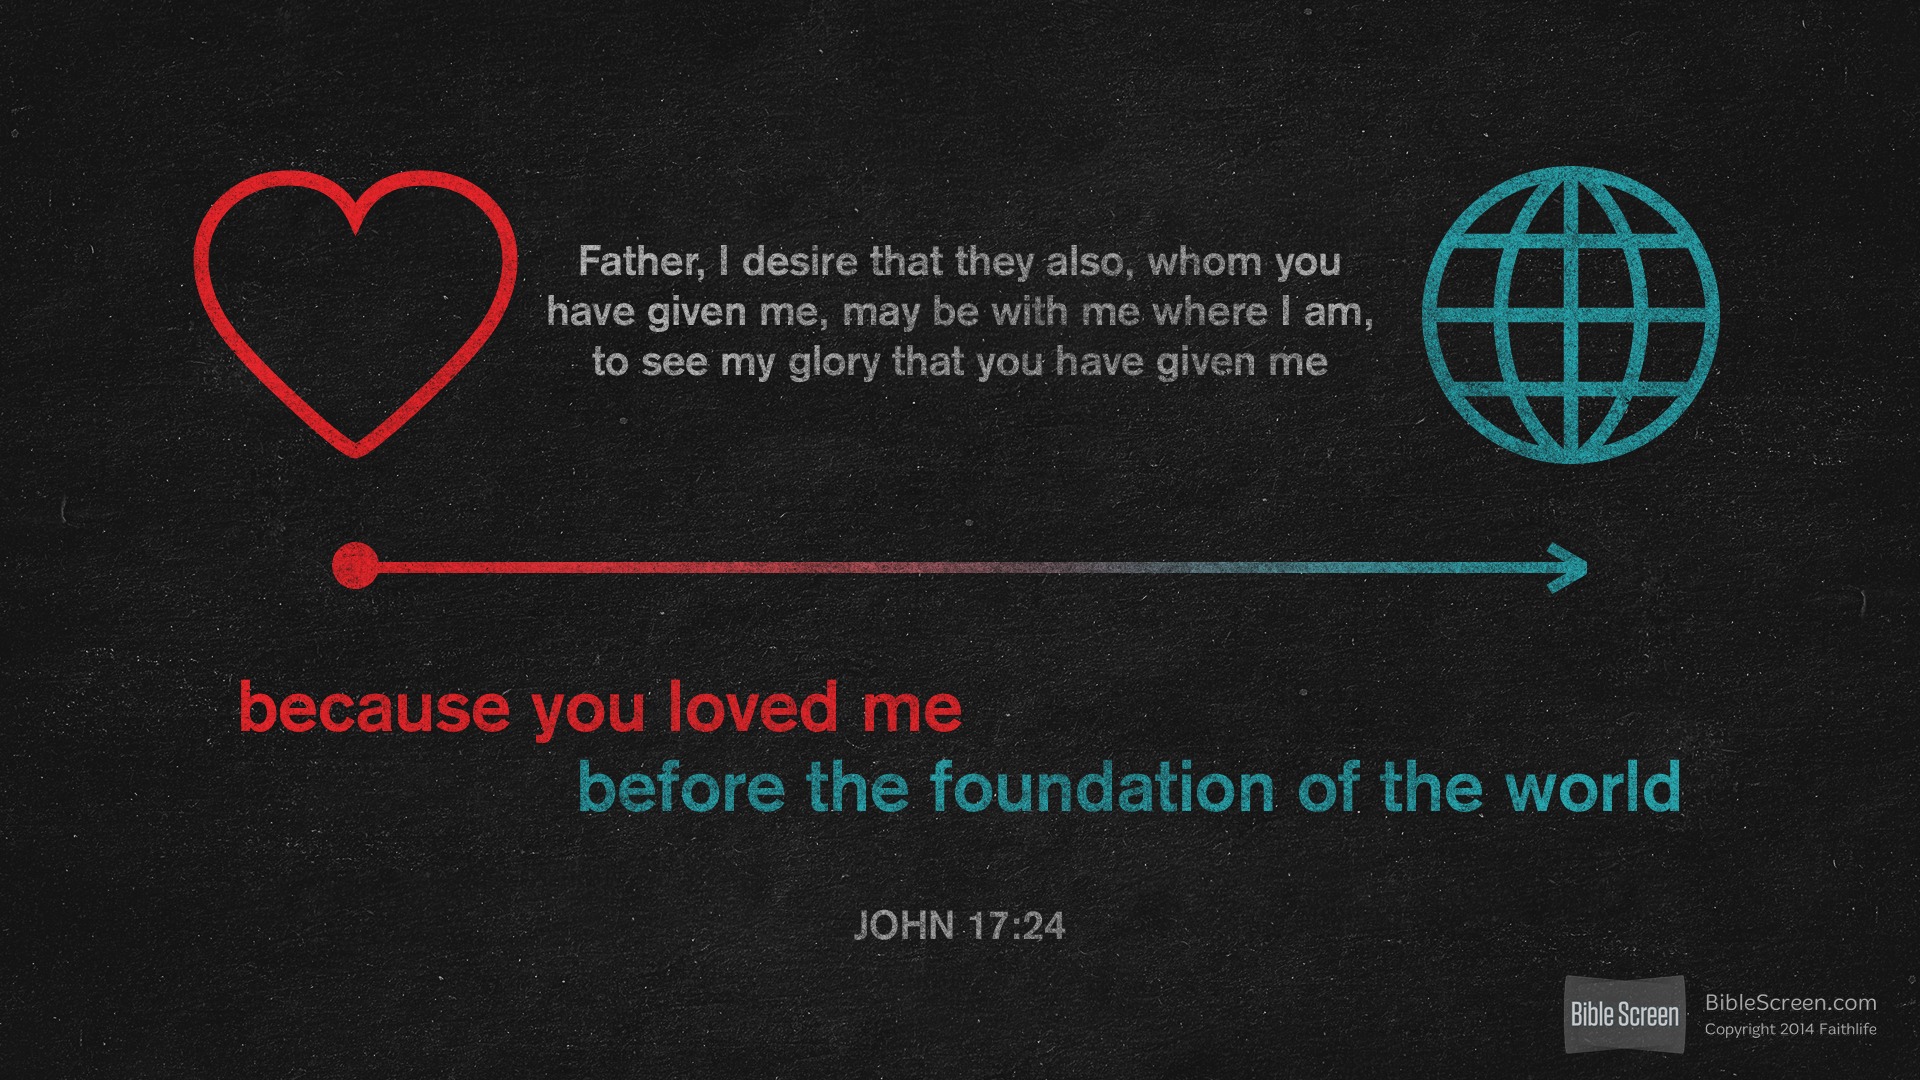 Father, I desire that they also, whom you
have given me, may be with me where I am,
to see my glory that you have given me
because you loved me
before the foundation of the world
JOHN 17:24
Bible Screen
BibleScreen.com
Copyright 2014 Faithlife